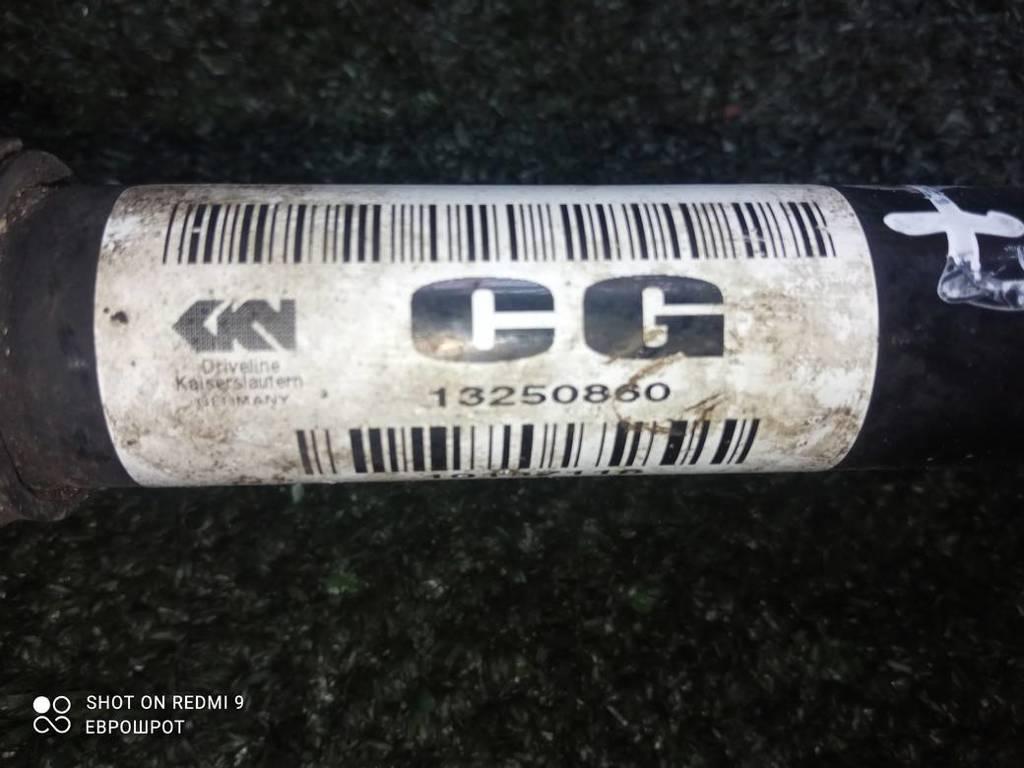 GKN
CG
Driveline
Kaiserslautern
GERMANY
13250860
SHOT ON REDMI 9
ЕВРОШРОТ